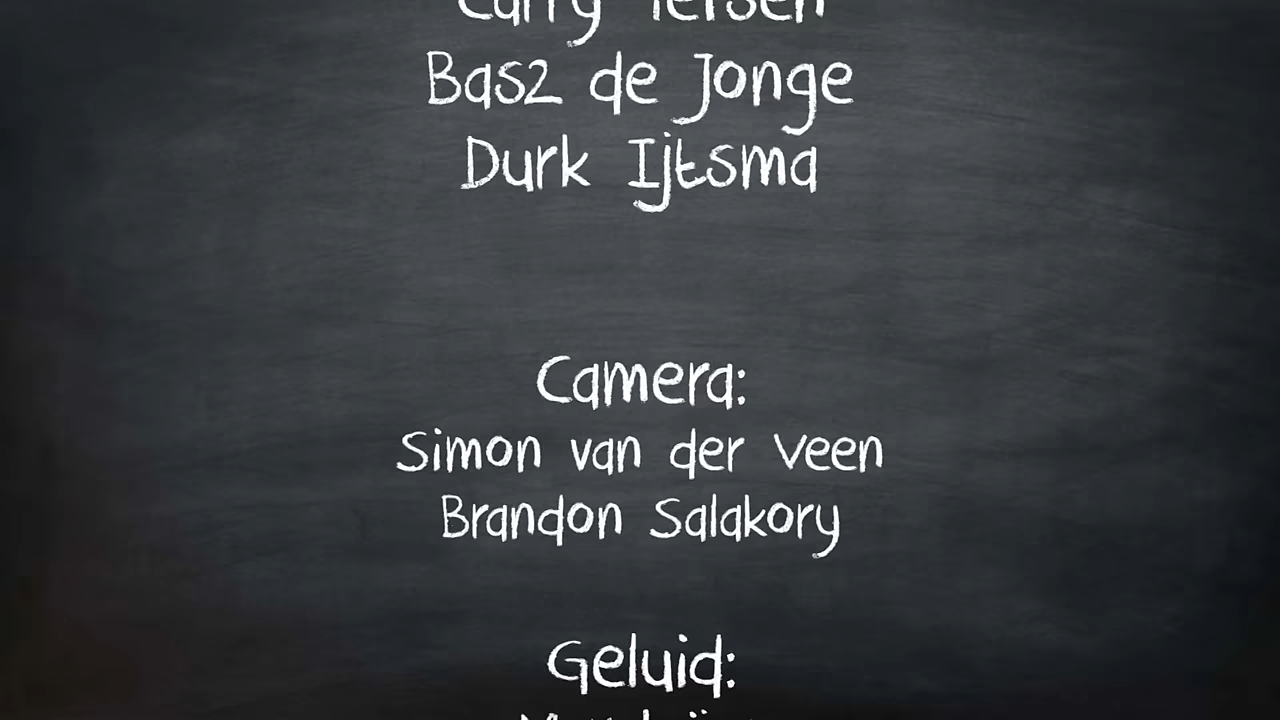 Basz de Jonge
Durk Ijtsma
Camera:
Simon van der Veen
Brandon Salakory
Geluid: